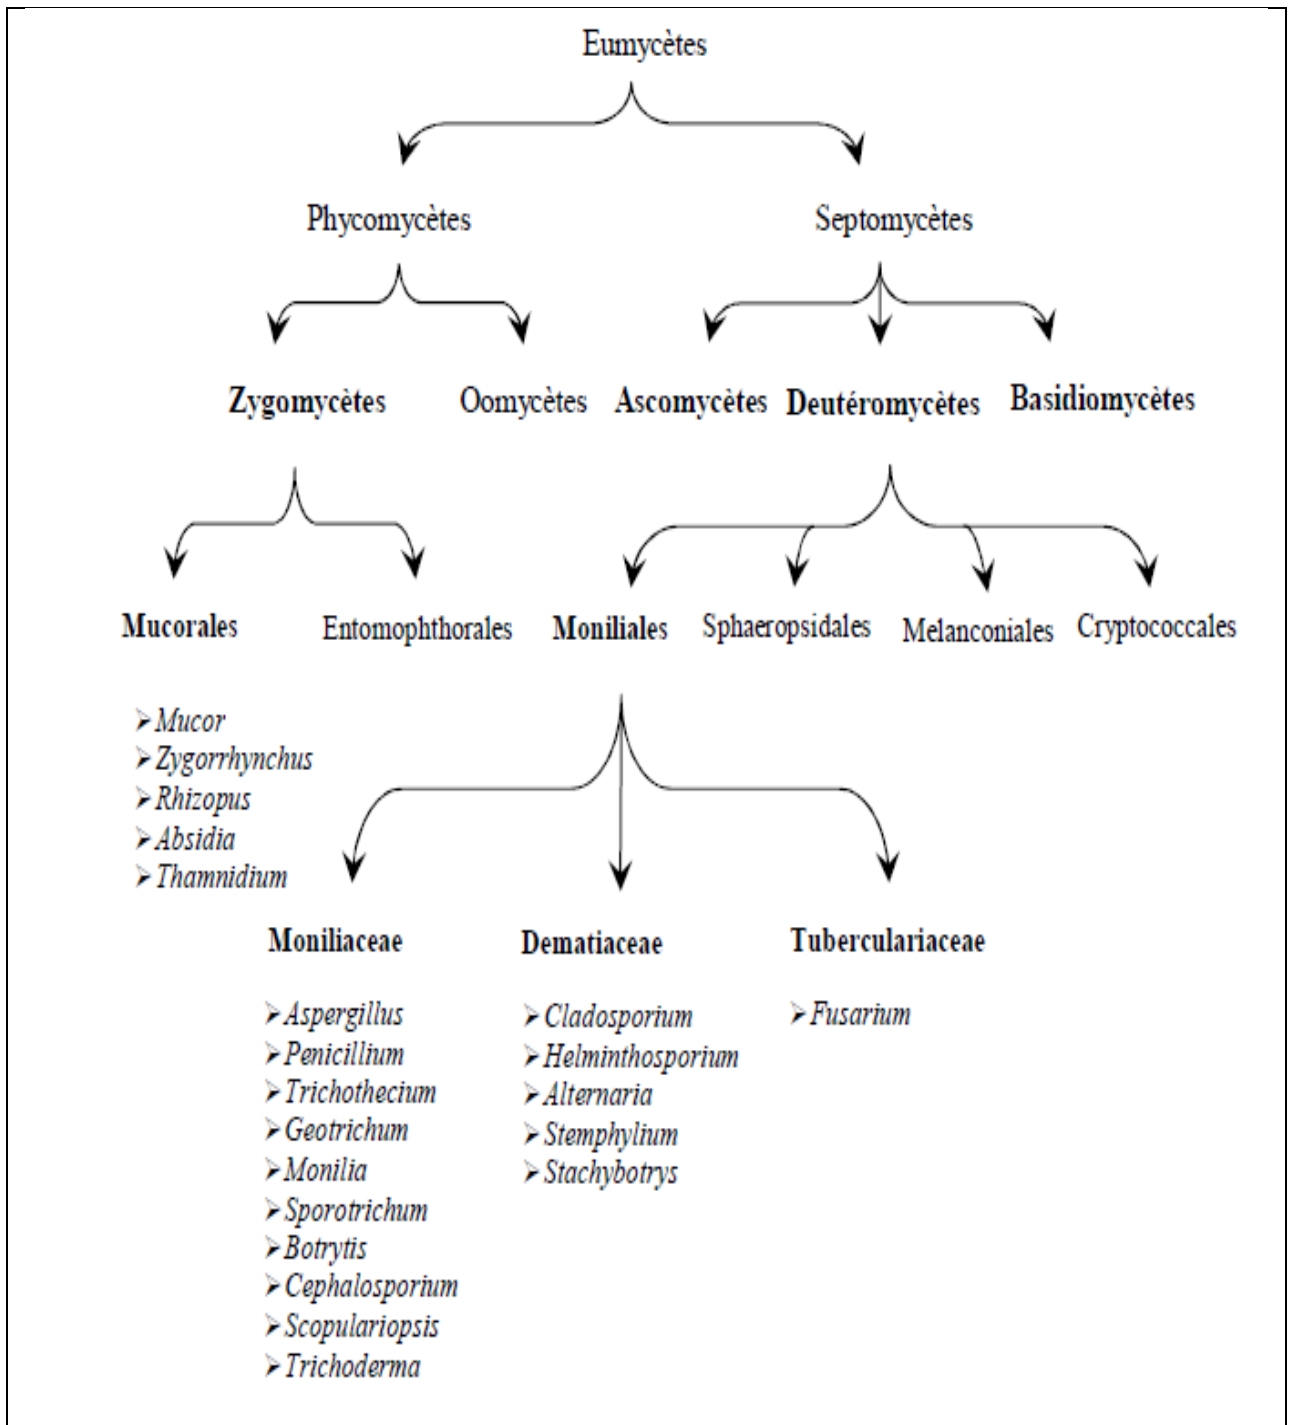 Eumycètes
Phycomycètes Septomycètes
Zygomycètes Oomycètes Ascomycètes Deutéromycètes Basidiomycètes
Mucorales Entomophthorales Moniliales Sphaeropsidales Melanconiales Cryptococcales
➢Mucor
➢Zygorrhynchus
➢Rhizopus
➢Absidia
➢Thamnidium
Moniliaceae
➢Aspergillus
➢Penicillium
➢Trichothecium
➢Geotrichum
➢Monilia
➢Sporotrichum
➢Botrytis
➢Cephalosporium
➢Scopulariopsis
➢Trichoderma
Dematiaceae
➢Cladosporium
➢Helminthosporium
➢Alternaria
➢Stemphylium
➢Stachybotrys
Tuberculariaceae
➢Fusarium